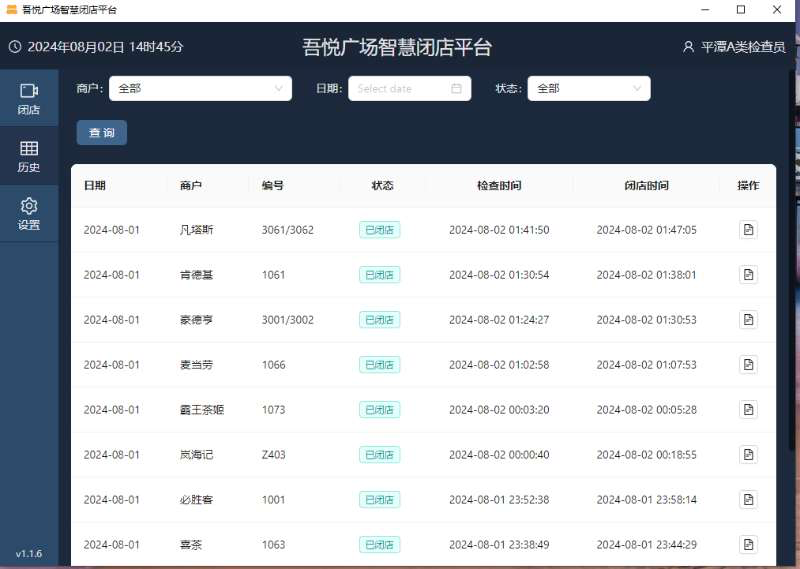 吾悦广场智慧闭店平台
2024年08月02日 14时45分
吾悦广场智慧闭店平台
平潭A类检查员
闭店
历史
设置
v1.1.6
商户: 全部 日期: Select date 状态: 全部
查 询
日期 商户 编号 状态 检查时间 闭店时间 操作
2024-08-01 凡塔斯 3061/3062 已闭店 2024-08-02 01:41:50 2024-08-02 01:47:05
2024-08-01 肯德基 1061 已闭店 2024-08-02 01:30:54 2024-08-02 01:38:01
2024-08-01 豪德亨 3001/3002 已闭店 2024-08-02 01:24:27 2024-08-02 01:30:53
2024-08-01 麦当劳 1066 已闭店 2024-08-02 01:02:58 2024-08-02 01:07:53
2024-08-01 霸王茶姬 1073 已闭店 2024-08-02 00:03:20 2024-08-02 00:05:28
2024-08-01 岚海记 Z403 已闭店 2024-08-02 00:00:40 2024-08-02 00:18:55
2024-08-01 必胜客 1001 已闭店 2024-08-01 23:52:38 2024-08-01 23:58:14
2024-08-01 喜茶 1063 已闭店 2024-08-01 23:38:49 2024-08-01 23:44:29